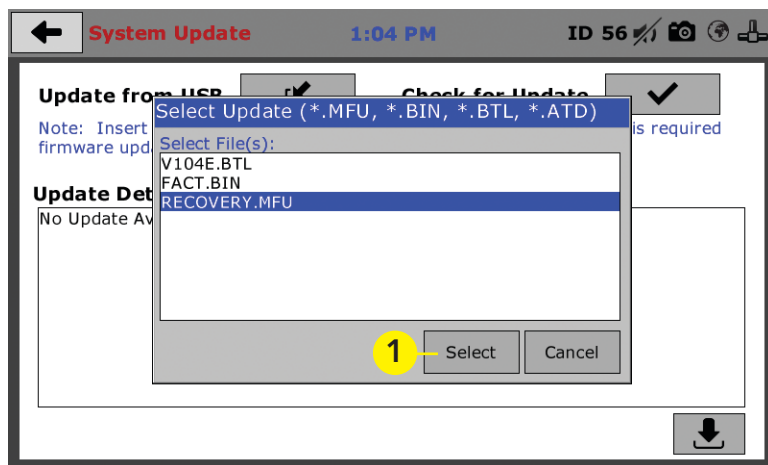 System Update 1:04 PM ID 56
Update from USB Check for Update
Select Update (*.MFU, *.BIN, *.BTL, *.ATD)
Note: Insert is required
firmware upd
Select File(s):
V104E.BTL
FACT.BIN
RECOVERY.MFU
Update Det
No Update Av
1 Select Cancel